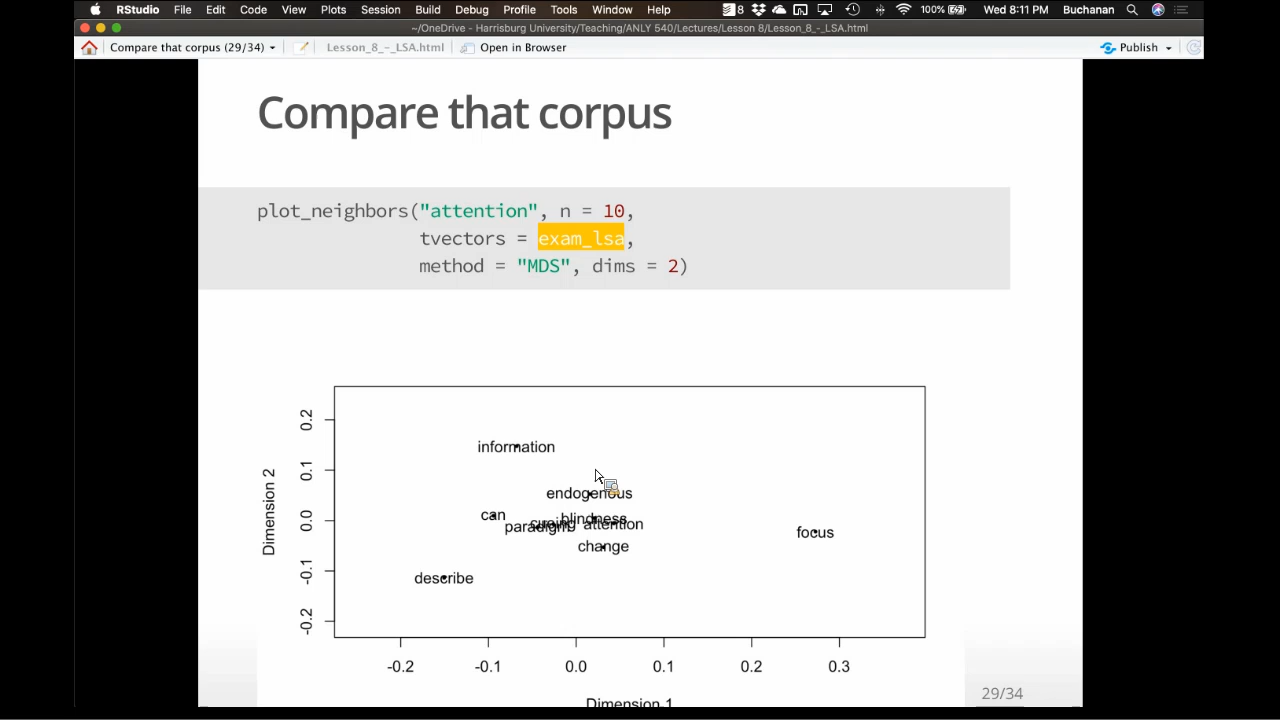 RStudio File Edit Code View Plots Session Build Debug Profile Tools Window Help 8 100% Wed 8:11 PM Buchanan
~/OneDrive - Harrisburg University/Teaching/ANLY 540/Lectures/Lesson 8/Lesson_8_-_LSA.html
Compare that corpus (29/34) Lesson_8_-_LSA.html Open in Browser Publish
Compare that corpus
plot_neighbors("attention", n = 10,
tvectors = exam_lsa,
method = "MDS", dims = 2)
0.2
0.1
0.0
-0.1
-0.2
Dimension 2
information
endogenous
can
blindness
paradigm cueing attention
change
focus
describe
-0.2 -0.1 0.0 0.1 0.2 0.3
Dimension 1
29/34